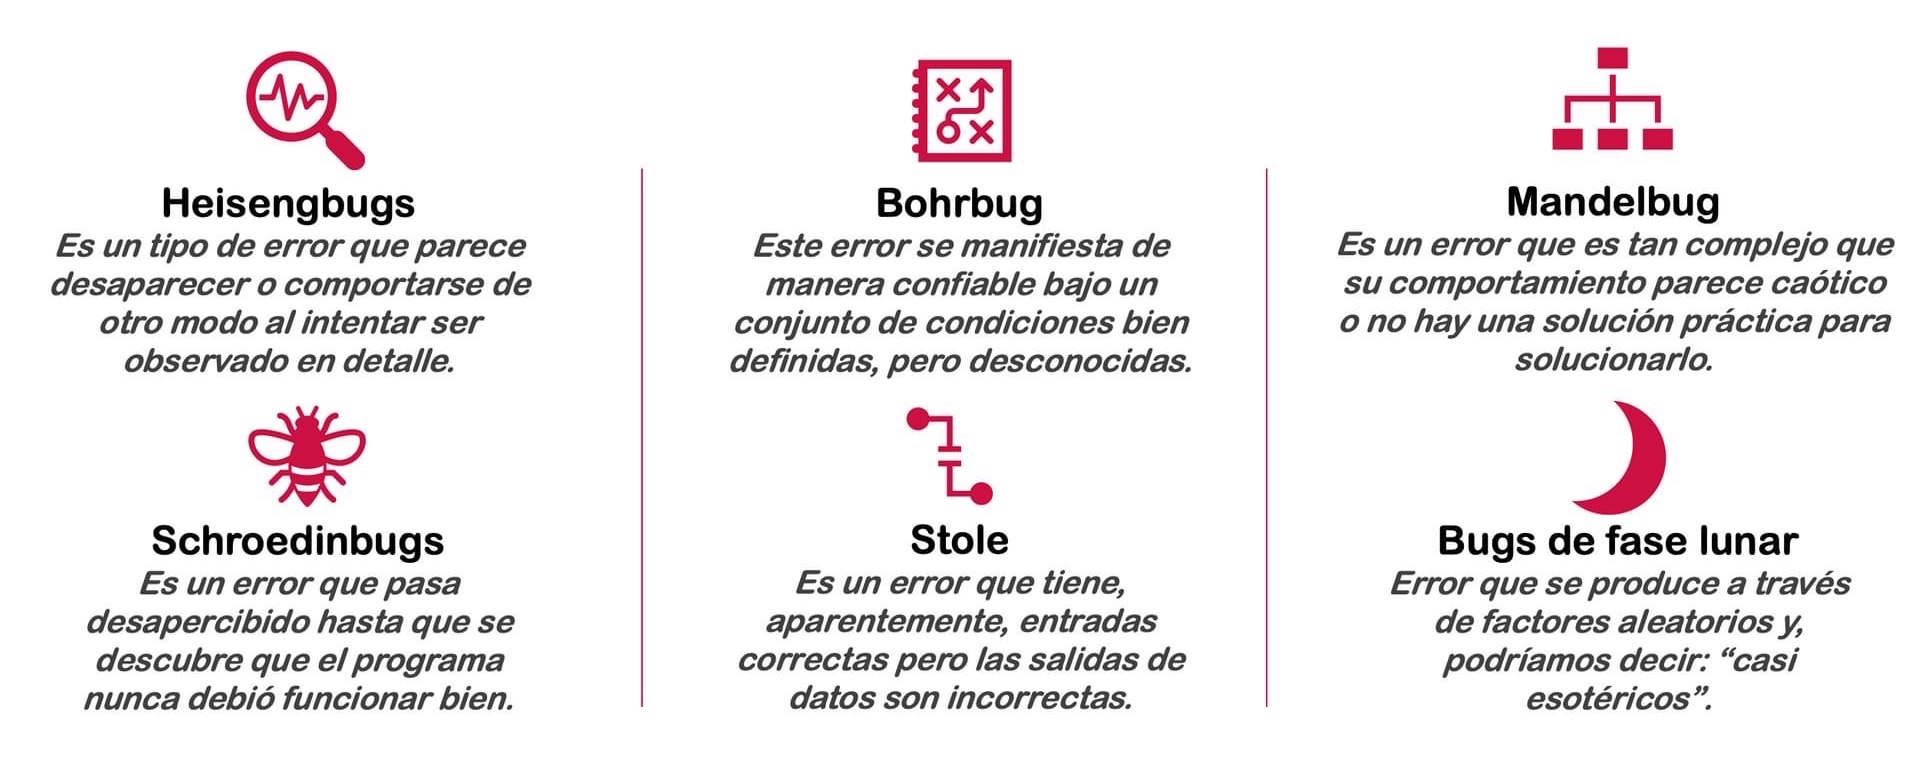 Heisengbugs
Es un tipo de error que parece
desaparecer o comportarse de
otro modo al intentar ser
observado en detalle.
Bohrbug
Este error se manifiesta de
manera confiable bajo un
conjunto de condiciones bien
definidas, pero desconocidas.
Mandelbug
Es un error que es tan complejo que
su comportamiento parece caótico
o no hay una solución práctica para
solucionarlo.
Schroedinbugs
Es un error que pasa
desapercibido hasta que se
descubre que el programa
nunca debió funcionar bien.
Stole
Es un error que tiene,
aparentemente, entradas
correctas pero las salidas de
datos son incorrectas.
Bugs de fase lunar
Error que se produce a través
de factores aleatorios y,
podríamos decir: “casi
esotéricos”.